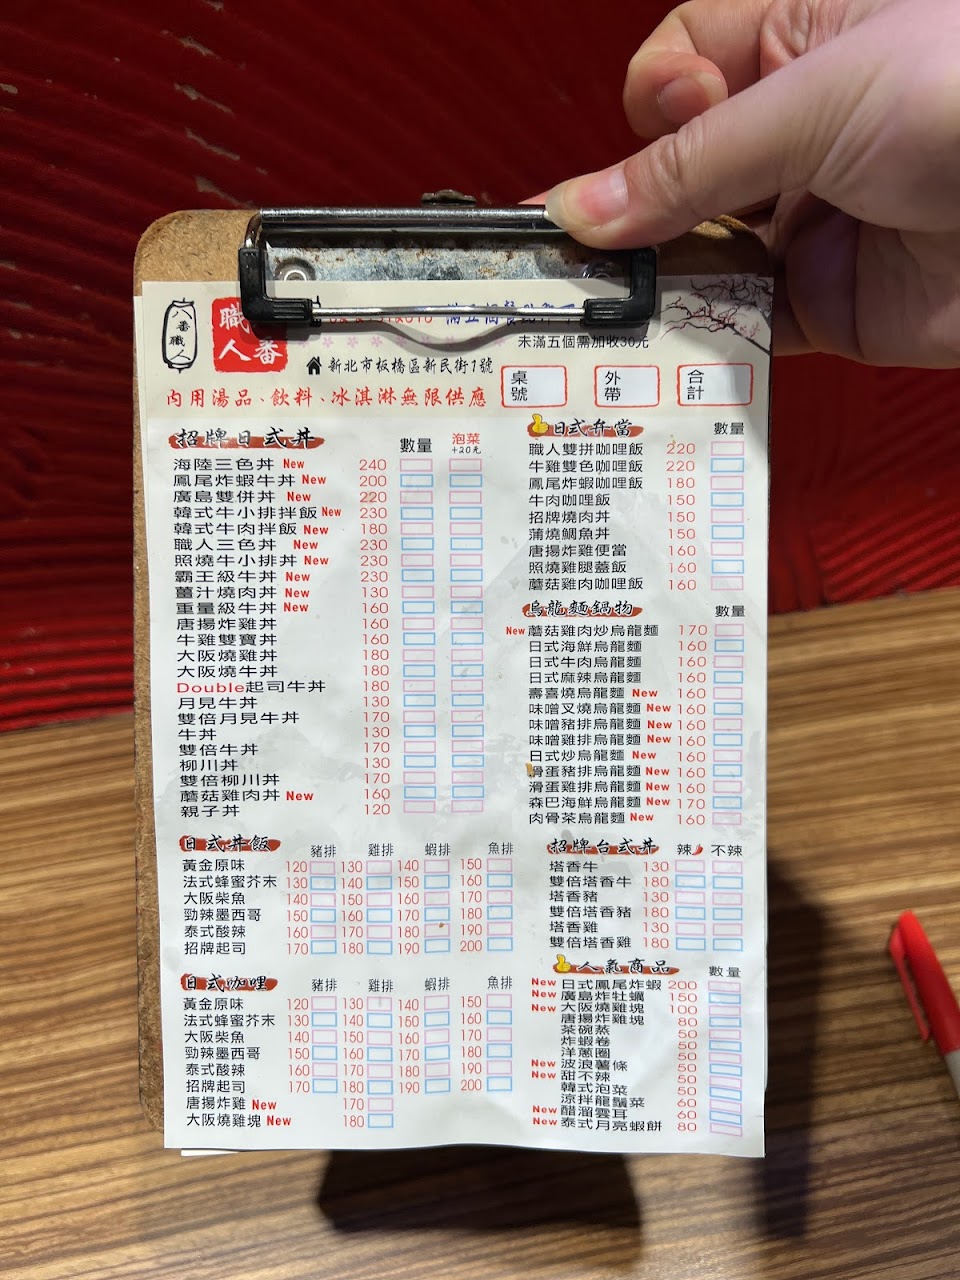 八番職人
職人番
未滿五個需加收30元
新北市板橋區新民街1號
內用湯品、飲料、冰淇淋無限供應
桌號
外帶
合計
招牌日式丼 數量 泡菜+20元
海陸三色丼 New 240
鳳尾炸蝦牛丼 New 200
廣島雙併丼 New 220
韓式牛小排拌飯 New 230
韓式牛肉拌飯 New 180
職人三色丼 New 230
照燒牛小排丼 New 230
霸王級牛丼 New 230
薑汁燒肉丼 New 130
重量級牛丼 New 160
唐揚炸雞丼 160
牛雞雙寶丼 160
大阪燒雞丼 180
大阪燒牛丼 180
Double起司牛丼 180
月見牛丼 130
雙倍月見牛丼 170
牛丼 130
雙倍牛丼 170
柳川丼 130
雙倍柳川丼 170
蘑菇雞肉丼 New 160
親子丼 120
日式丼飯 豬排 雞排 蝦排 魚排
黃金原味 120 130 140 150
法式蜂蜜芥末 130 140 150 160
大阪柴魚 140 150 160 170
勁辣墨西哥 150 160 170 180
泰式酸辣 160 170 180 190
招牌起司 170 180 190 200
日式咖哩 豬排 雞排 蝦排 魚排
黃金原味 120 130 140 150
法式蜂蜜芥末 130 140 150 160
大阪柴魚 140 150 160 170
勁辣墨西哥 150 160 170 180
泰式酸辣 160 170 180 190
招牌起司 170 180 190 200
唐揚炸雞 New 170
大阪燒雞塊 New 180
日式弁當 數量
職人雙拼咖哩飯 220
牛雞雙色咖哩飯 220
鳳尾炸蝦咖哩飯 180
牛肉咖哩飯 150
招牌燒肉丼 150
蒲燒鯛魚丼 150
唐揚炸雞便當 160
照燒雞腿蓋飯 160
蘑菇雞肉咖哩飯 160
烏龍麵鍋物 數量
New 蘑菇雞肉炒烏龍麵 170
日式海鮮烏龍麵 160
日式牛肉烏龍麵 160
日式麻辣烏龍麵 160
壽喜燒烏龍麵 New 160
味噌叉燒烏龍麵 New 160
味噌豬排烏龍麵 New 160
味噌雞排烏龍麵 New 160
日式炒烏龍麵 New 160
滑蛋豬排烏龍麵 New 160
滑蛋雞排烏龍麵 New 160
森巴海鮮烏龍麵 New 170
肉骨茶烏龍麵 New 160
招牌台式丼 辣 不辣
塔香牛 130
雙倍塔香牛 180
塔香豬 130
雙倍塔香豬 180
塔香雞 130
雙倍塔香雞 180
人氣商品 數量
New 日式鳳尾炸蝦 200
New 廣島炸牡蠣 150
New 大阪燒雞塊 100
唐揚炸雞塊 80
茶碗蒸 50
炸蝦卷 50
洋蔥圈 50
New 波浪薯條 50
New 甜不辣 50
韓式泡菜 50
涼拌龍鬚菜 60
New 醋溜雲耳 60
New 泰式月亮蝦餅 80